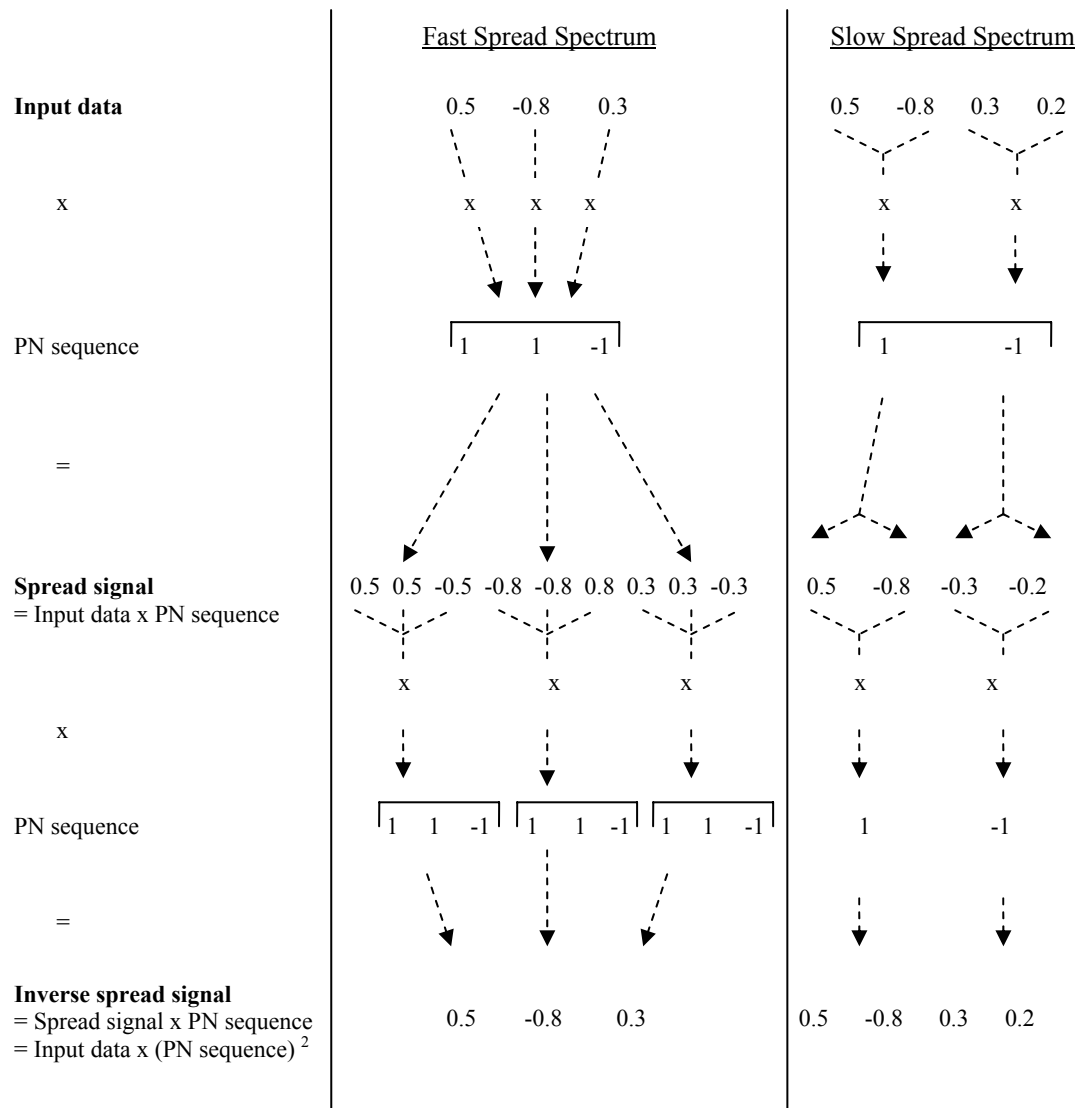 Fast Spread Spectrum Slow Spread Spectrum
Input data 0.5 -0.8 0.3 0.5 -0.8 0.3 0.2
x x x x x x
PN sequence 1 1 -1 1 -1
=
Spread signal 0.5 0.5 -0.5 -0.8 -0.8 0.8 0.3 0.3 -0.3 0.5 -0.8 -0.3 -0.2
= Input data x PN sequence
x x x x x
x
PN sequence 1 1 -1 1 1 -1 1 1 -1 1 -1
=
Inverse spread signal
= Spread signal x PN sequence 0.5 -0.8 0.3 0.5 -0.8 0.3 0.2
= Input data x (PN sequence) 2